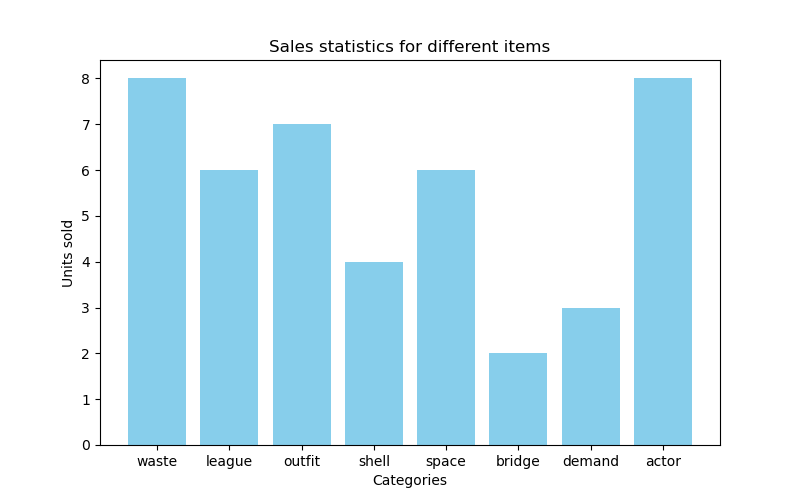 Sales statistics for different items
Units sold
8
7
6
5
4
3
2
1
0
waste league outfit shell space bridge demand actor
Categories